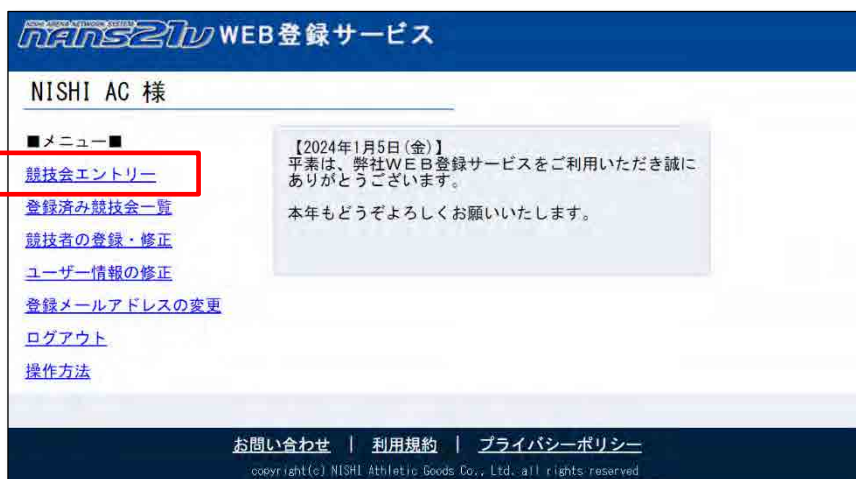 NISHI ARENA NETWORK SYSTEM
NANS21V WEB登録サービス
NISHI AC 様
■メニュー■
競技会エントリー
登録済み競技会一覧
競技者の登録・修正
ユーザー情報の修正
登録メールアドレスの変更
ログアウト
操作方法
【2024年1月5日(金)】
平素は、弊社WEB登録サービスをご利用いただき誠に
ありがとうございます。
本年もどうぞよろしくお願いいたします。
お問い合わせ | 利用規約 | プライバシーポリシー
copyright(c) NISHI Athletic Goods Co., Ltd. all rights reserved